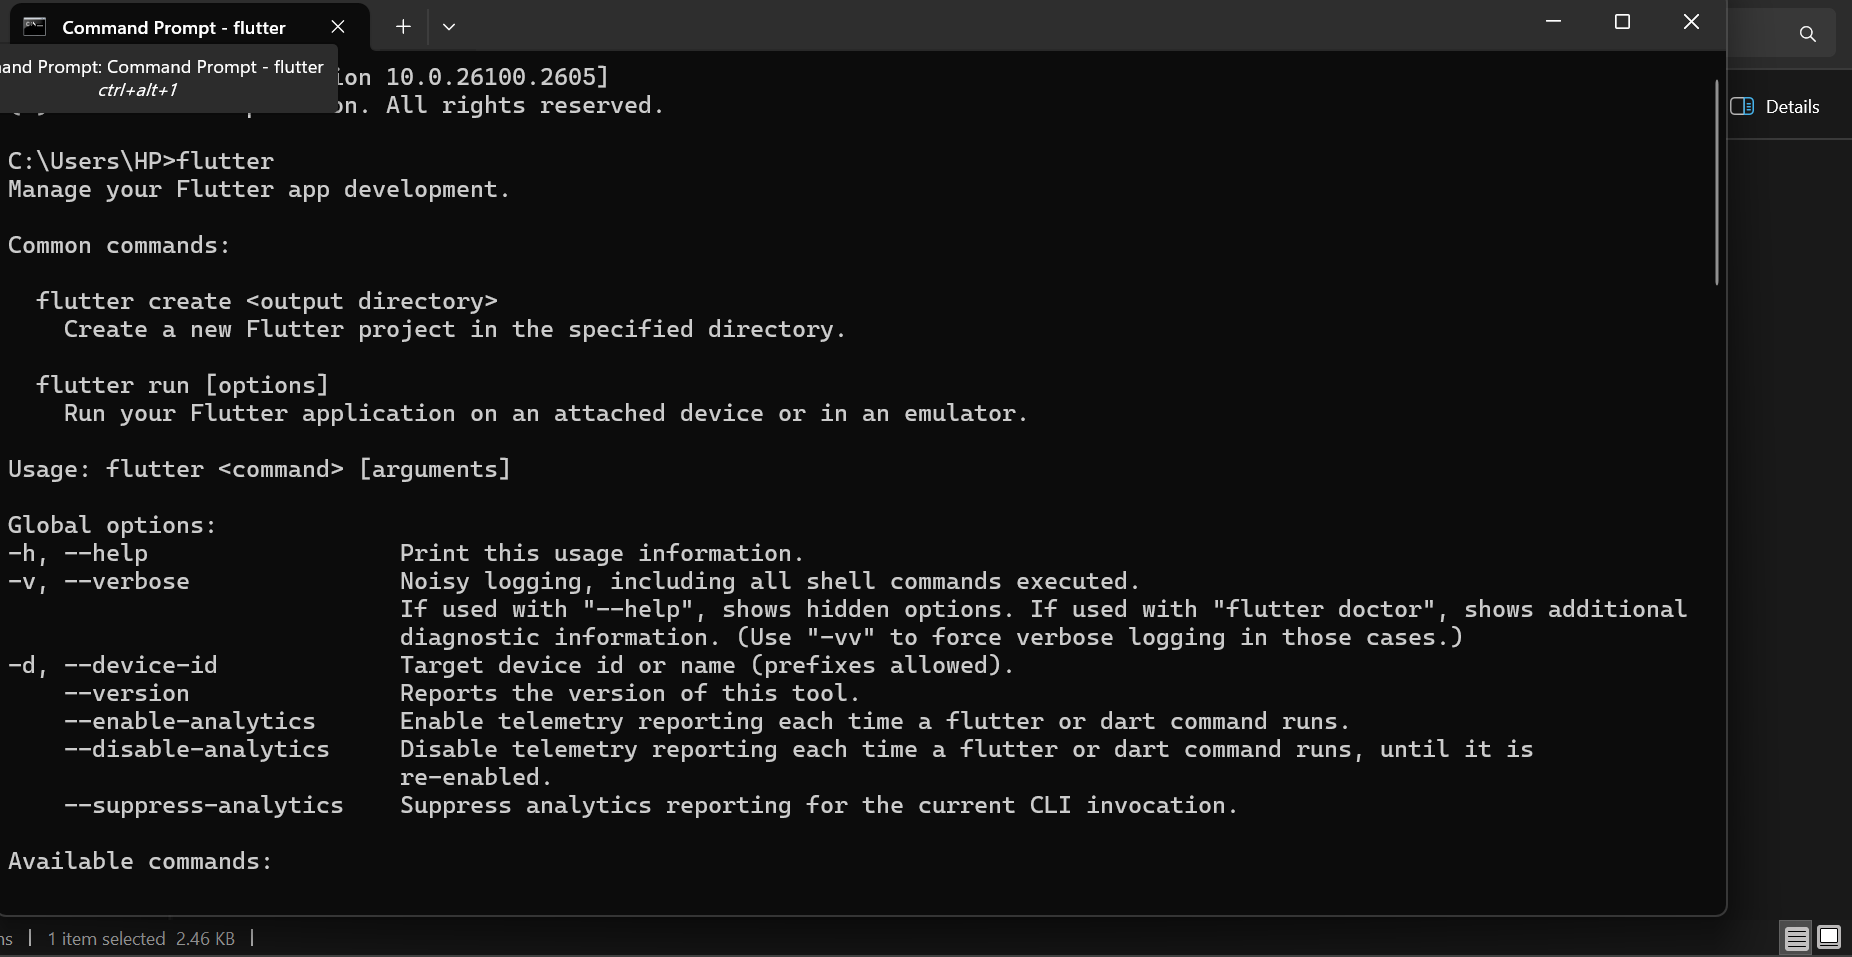 Command Prompt - flutter
and Prompt: Command Prompt - flutter
ctrl+alt+1
ion 10.0.26100.2605]
on. All rights reserved.
Details
C:\Users\HP>flutter
Manage your Flutter app development.
Common commands:
flutter create <output directory>
Create a new Flutter project in the specified directory.
flutter run [options]
Run your Flutter application on an attached device or in an emulator.
Usage: flutter <command> [arguments]
Global options:
-h, --help Print this usage information.
-v, --verbose Noisy logging, including all shell commands executed.
If used with "--help", shows hidden options. If used with "flutter doctor", shows additional
diagnostic information. (Use "-vv" to force verbose logging in those cases.)
-d, --device-id Target device id or name (prefixes allowed).
--version Reports the version of this tool.
--enable-analytics Enable telemetry reporting each time a flutter or dart command runs.
--disable-analytics Disable telemetry reporting each time a flutter or dart command runs, until it is
re-enabled.
--suppress-analytics Suppress analytics reporting for the current CLI invocation.
Available commands:
ns | 1 item selected 2.46 KB |